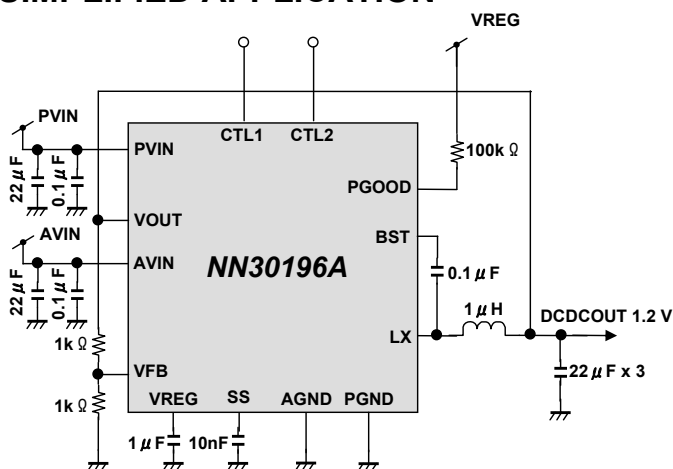 SIMPLIFIED APPLICATION
VREG
PVIN
CTL1 CTL2
PVIN
22 μF
0.1 μF
100k Ω
PGOOD
VOUT
BST
AVIN
AVIN
NN30196A
22 μF
0.1 μF
0.1 μF
1 μH
DCDCOUT 1.2 V
LX
1k Ω
VFB
22 μF x 3
VREG SS AGND PGND
1k Ω
1 μF
10nF